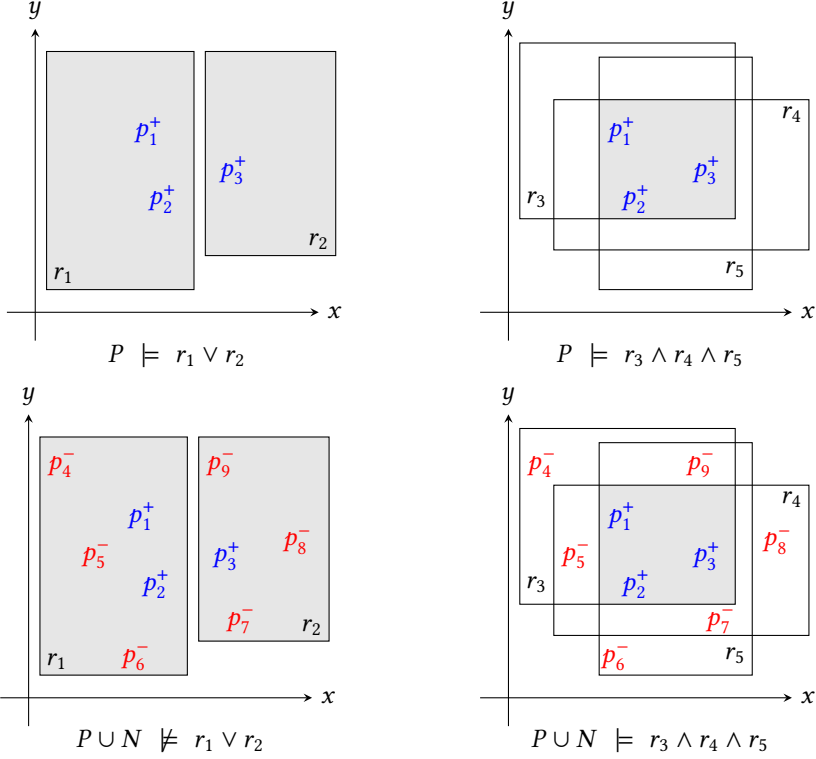 y
y
p₁⁺
p₂⁺
p₃⁺
r₁
r₂
x
p₁⁺
p₂⁺
p₃⁺
r₃
r₄
r₅
x
P ⊨ r₁ ∨ r₂
P ⊨ r₃ ∧ r₄ ∧ r₅
y
y
p₄⁻
p₁⁺
p₅⁻
p₂⁺
p₆⁻
r₁
p₉⁻
p₈⁻
p₃⁺
p₇⁻
r₂
x
p₄⁻
p₉⁻
r₄
p₁⁺
p₅⁻
p₃⁺
p₈⁻
r₃
p₂⁺
p₇⁻
p₆⁻
r₅
x
P ∪ N ⊭ r₁ ∨ r₂
P ∪ N ⊨ r₃ ∧ r₄ ∧ r₅